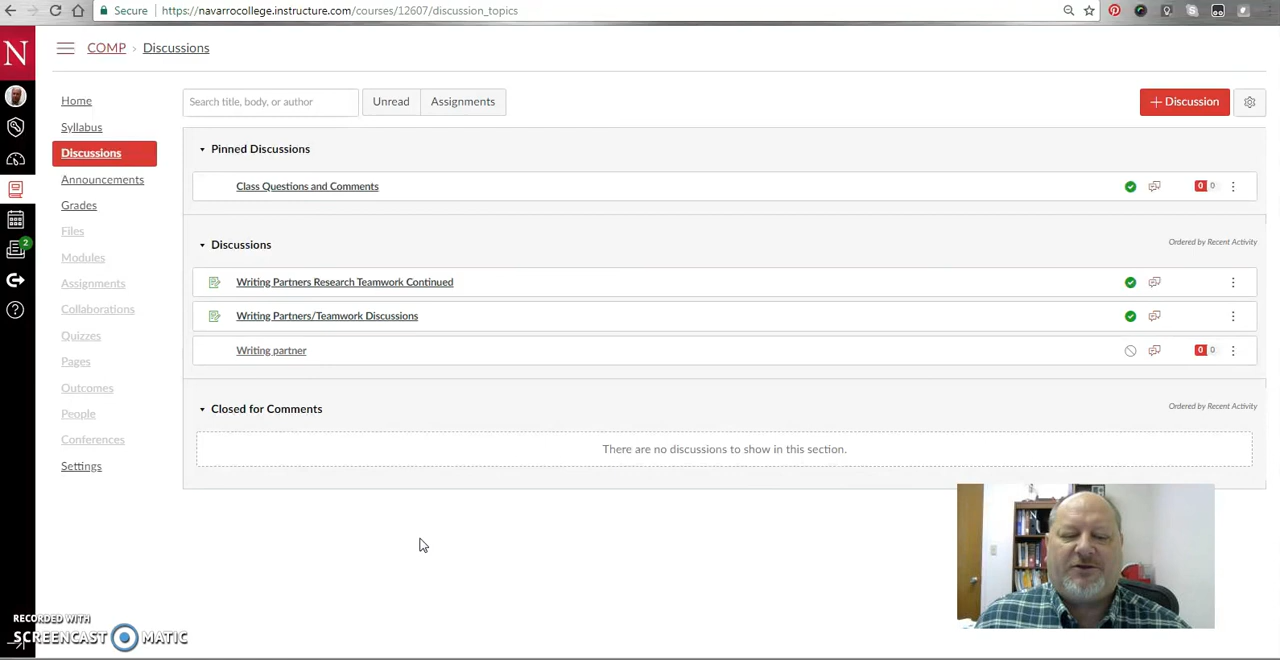 Secure https://navarrocollege.instructure.com/courses/12607/discussion_topics
N
COMP › Discussions
Home
Syllabus
Discussions
Announcements
Grades
Files
Modules
Assignments
Collaborations
Quizzes
Pages
Outcomes
People
Conferences
Settings
2
Search title, body, or author Unread Assignments + Discussion
Pinned Discussions
Class Questions and Comments 0 0
Discussions Ordered by Recent Activity
Writing Partners Research Teamwork Continued
Writing Partners/Teamwork Discussions
Writing partner 0 0
Closed for Comments Ordered by Recent Activity
There are no discussions to show in this section.
RECORDED WITH
SCREENCAST MATIC